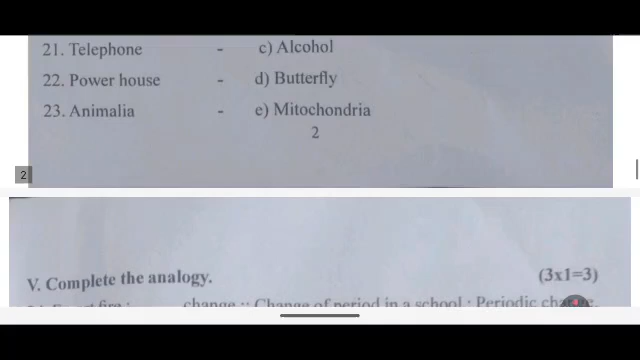 21. Telephone - c) Alcohol
22. Power house - d) Butterfly
23. Animalia - e) Mitochondria
2
2
V. Complete the analogy. (3x1=3)
change :: Change of period in a school : Periodic change.